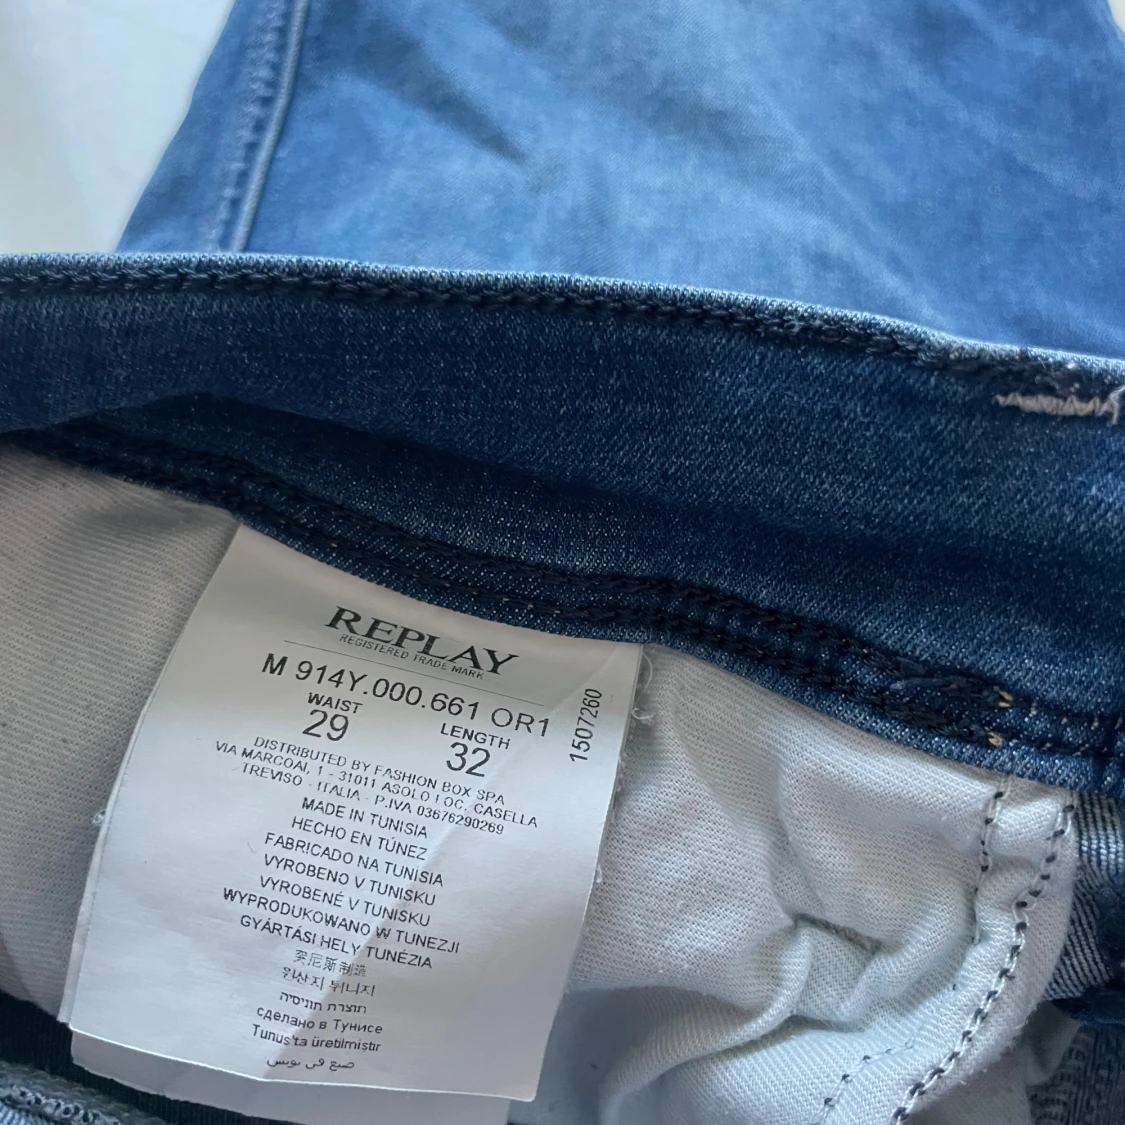 REPLAY
REGISTERED TRADE MARK
M 914Y.000.661 OR1
WAIST
29
LENGTH
32
1507260
DISTRIBUTED BY FASHION BOX SPA
VIA MARCOAI, 1 - 31011 ASOLO LOC. CASELLA
TREVISO - ITALIA - P.IVA 03676290269
MADE IN TUNISIA
HECHO EN TÚNEZ
FABRICADO NA TUNÍSIA
VYROBENO V TUNISKU
VYROBENÉ V TUNISKU
WYPRODUKOWANO W TUNEZJI
GYÁRTÁSI HELY TUNÉZIA
突尼斯制造
원산지 튀니지
תוצרת תוניסיה
сделано в Тунисе
Tunus'ta üretilmiştir
صنع في تونس